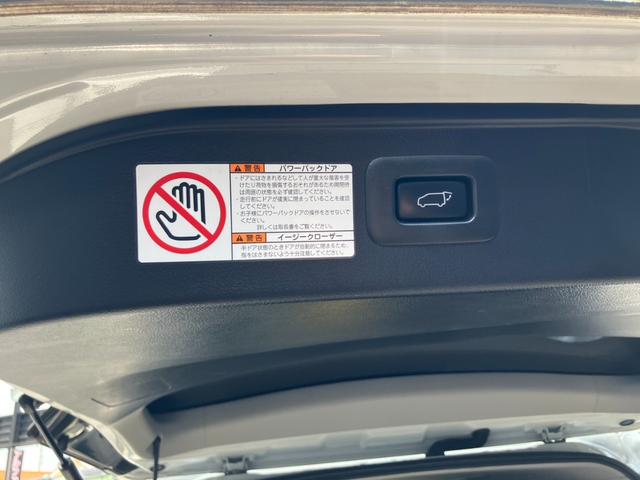 警告 パワーバックドア
・ドアにはさまれるなどして人が重大な傷害を受
けたり荷物を損傷するおそれがあるため開閉時
は周囲の状態を必ず確認してください。
・走行前にドアが確実に閉まっていることを確認
してください。
・お子様にパワーバックドアの操作をさせないで
ください。
詳しくは取扱書をご覧ください。
警告 イージークローザー
半ドア状態のときドアが自動的に閉まるため、
指をはさまないよう十分注意してください。